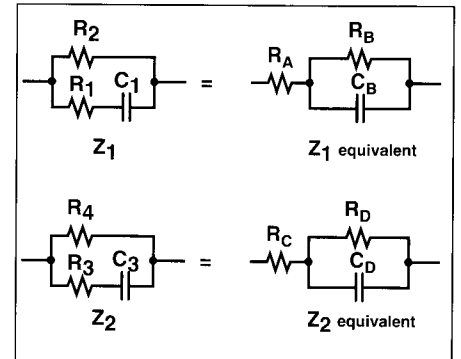 R2
R1 C1
Z1
=
RA
RB
CB
Z1 equivalent
R4
R3 C3
Z2
=
RC
RD
CD
Z2 equivalent